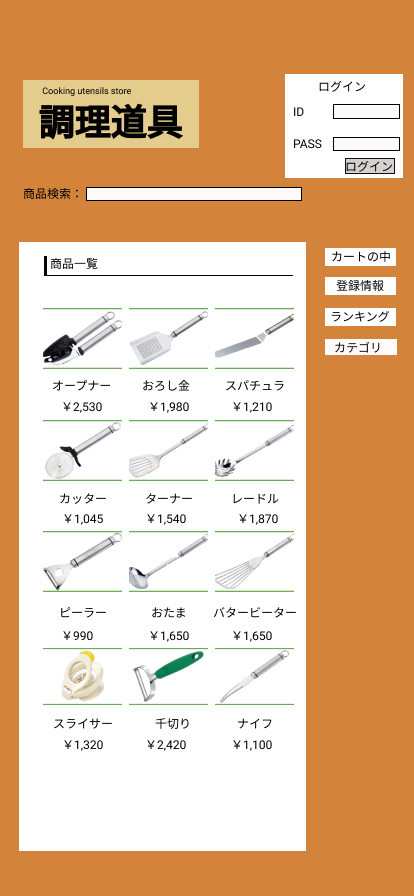 Cooking utensils store
調理道具
ログイン
ID
PASS
ログイン
商品検索：
カートの中
登録情報
ランキング
カテゴリ
商品一覧
オープナー おろし金 スパチュラ
￥2,530 ￥1,980 ￥1,210
カッター ターナー レードル
￥1,045 ￥1,540 ￥1,870
ピーラー おたま バタービーター
￥990 ￥1,650 ￥1,650
スライサー 千切り ナイフ
￥1,320 ￥2,420 ￥1,100